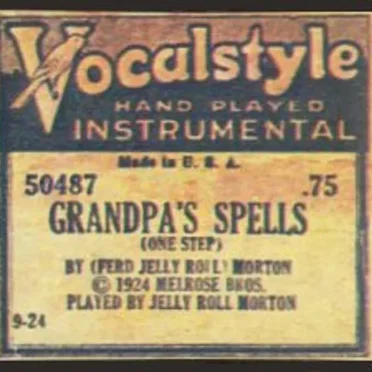 Vocalstyle
HAND PLAYED
INSTRUMENTAL
Made in U. S. A.
50487 .75
GRANDPA'S SPELLS
(ONE STEP)
BY (FERD JELLY ROLL) MORTON
© 1924 MELROSE BROS.
PLAYED BY JELLY ROLL MORTON
9-24